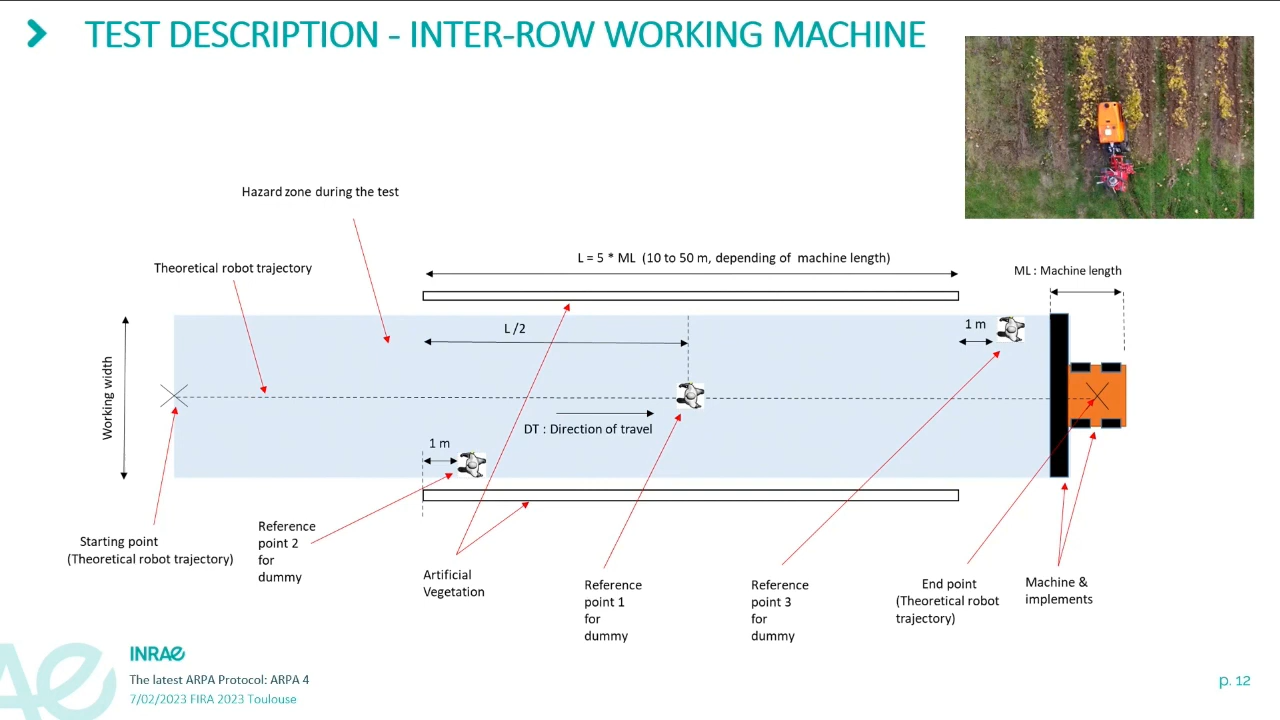 TEST DESCRIPTION - INTER-ROW WORKING MACHINE
Hazard zone during the test
L = 5 * ML (10 to 50 m, depending of machine length)
Theoretical robot trajectory
ML : Machine length
L /2
1 m
Working width
DT : Direction of travel
1 m
Reference
point 2
for
dummy
Starting point
(Theoretical robot trajectory)
Artificial
Vegetation
Reference
point 1
for
dummy
Reference
point 3
for
dummy
End point
(Theoretical robot
trajectory)
Machine &
implements
INRAE
The latest ARPA Protocol: ARPA 4
7/02/2023 FIRA 2023 Toulouse
p. 12